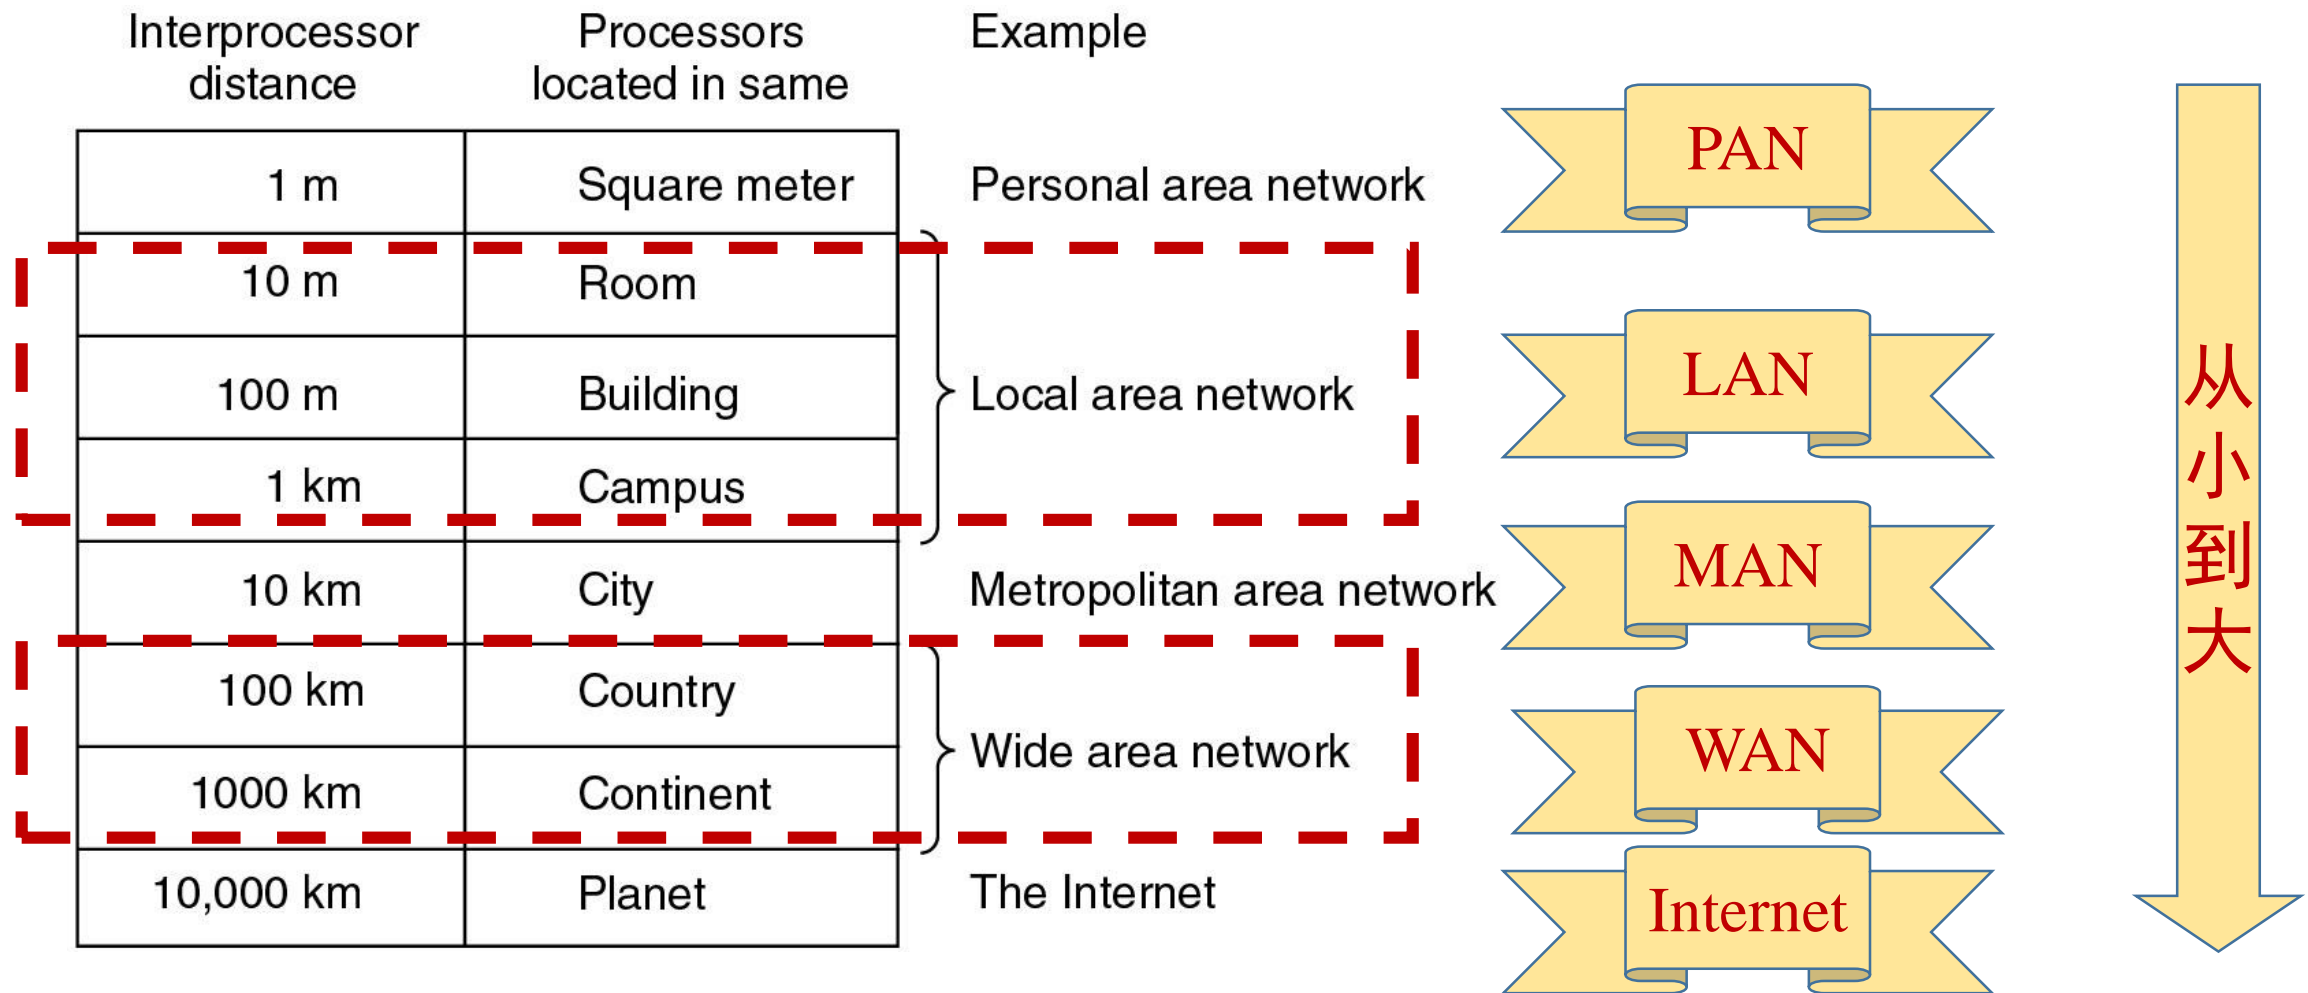 Interprocessor distance
Processors located in same
Example
1 m
Square meter
Personal area network
10 m
Room
100 m
Building
Local area network
1 km
Campus
10 km
City
Metropolitan area network
100 km
Country
Wide area network
1000 km
Continent
10,000 km
Planet
The Internet
PAN
LAN
MAN
WAN
Internet
从小到大